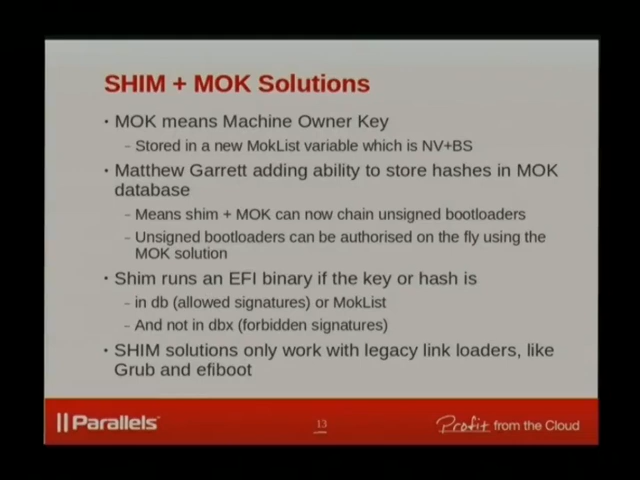 SHIM + MOK Solutions
• MOK means Machine Owner Key
– Stored in a new MokList variable which is NV+BS
• Matthew Garrett adding ability to store hashes in MOK
database
– Means shim + MOK can now chain unsigned bootloaders
– Unsigned bootloaders can be authorised on the fly using the
MOK solution
• Shim runs an EFI binary if the key or hash is
– in db (allowed signatures) or MokList
– And not in dbx (forbidden signatures)
• SHIM solutions only work with legacy link loaders, like
Grub and efiboot
Parallels
13
Profit from the Cloud